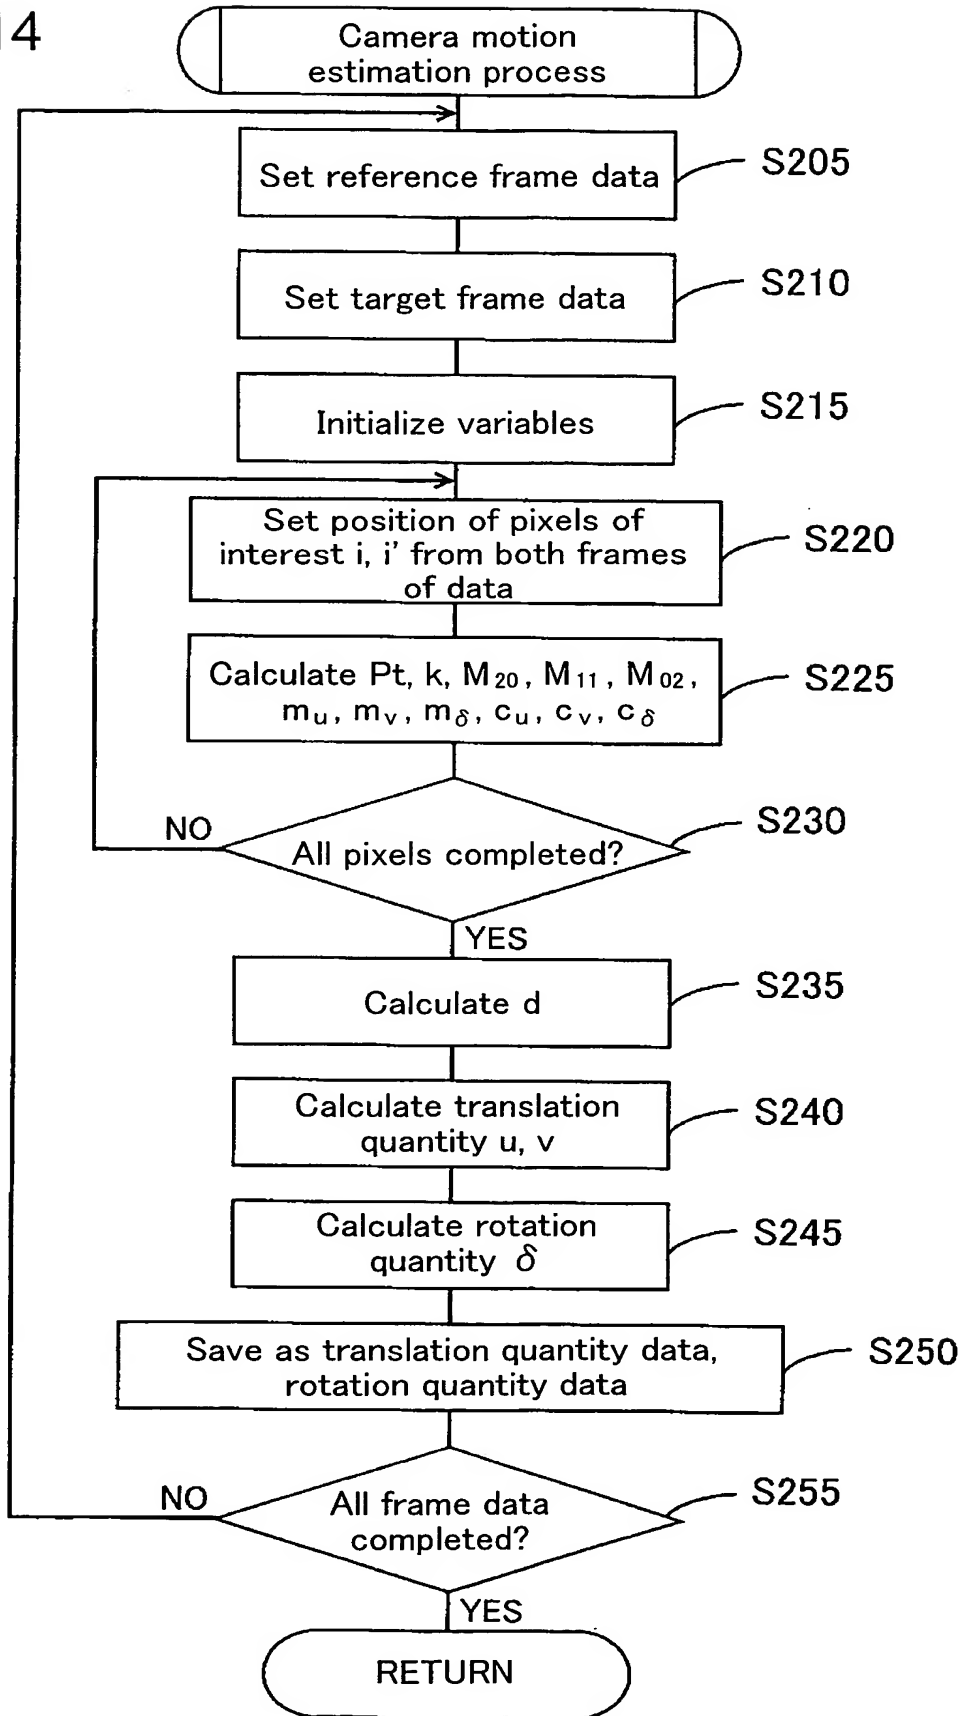 14
Camera motion
estimation process
Set reference frame data
S205
Set target frame data
S210
Initialize variables
S215
Set position of pixels of
interest i, i' from both frames
of data
S220
Calculate Pt, k, M₂₀, M₁₁, M₀₂,
mᵤ, mᵥ, m_δ, cᵤ, cᵥ, c_δ
S225
NO
All pixels completed?
S230
YES
Calculate d
S235
Calculate translation
quantity u, v
S240
Calculate rotation
quantity δ
S245
Save as translation quantity data,
rotation quantity data
S250
NO
All frame data
completed?
S255
YES
RETURN